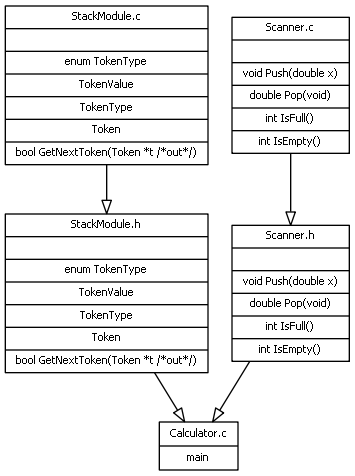 StackModule.c
enum TokenType
TokenValue
TokenType
Token
bool GetNextToken(Token *t /*out*/)
Scanner.c
void Push(double x)
double Pop(void)
int IsFull()
int IsEmpty()
StackModule.h
enum TokenType
TokenValue
TokenType
Token
bool GetNextToken(Token *t /*out*/)
Scanner.h
void Push(double x)
double Pop(void)
int IsFull()
int IsEmpty()
Calculator.c
main